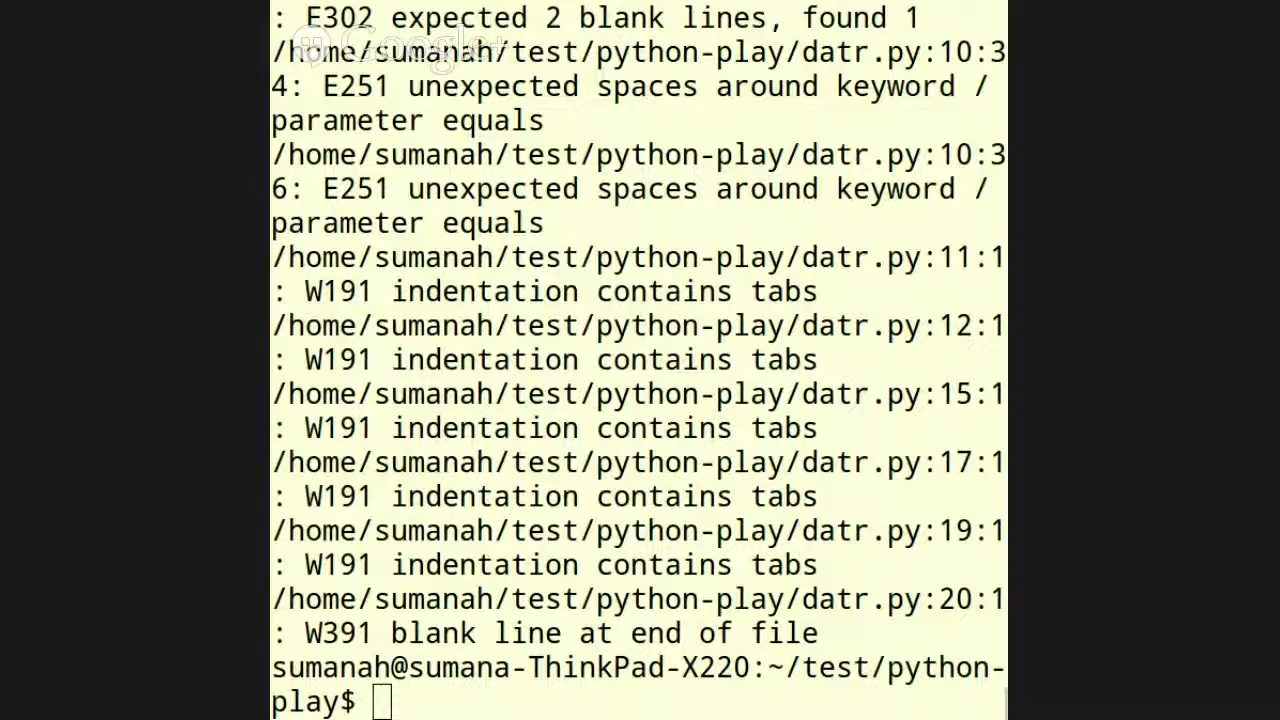 : E302 expected 2 blank lines, found 1
/home/sumanah/test/python-play/datr.py:10:3
4: E251 unexpected spaces around keyword /
parameter equals
/home/sumanah/test/python-play/datr.py:10:3
6: E251 unexpected spaces around keyword /
parameter equals
/home/sumanah/test/python-play/datr.py:11:1
: W191 indentation contains tabs
/home/sumanah/test/python-play/datr.py:12:1
: W191 indentation contains tabs
/home/sumanah/test/python-play/datr.py:15:1
: W191 indentation contains tabs
/home/sumanah/test/python-play/datr.py:17:1
: W191 indentation contains tabs
/home/sumanah/test/python-play/datr.py:19:1
: W191 indentation contains tabs
/home/sumanah/test/python-play/datr.py:20:1
: W391 blank line at end of file
sumanah@sumana-ThinkPad-X220:~/test/python-
play$
Google+